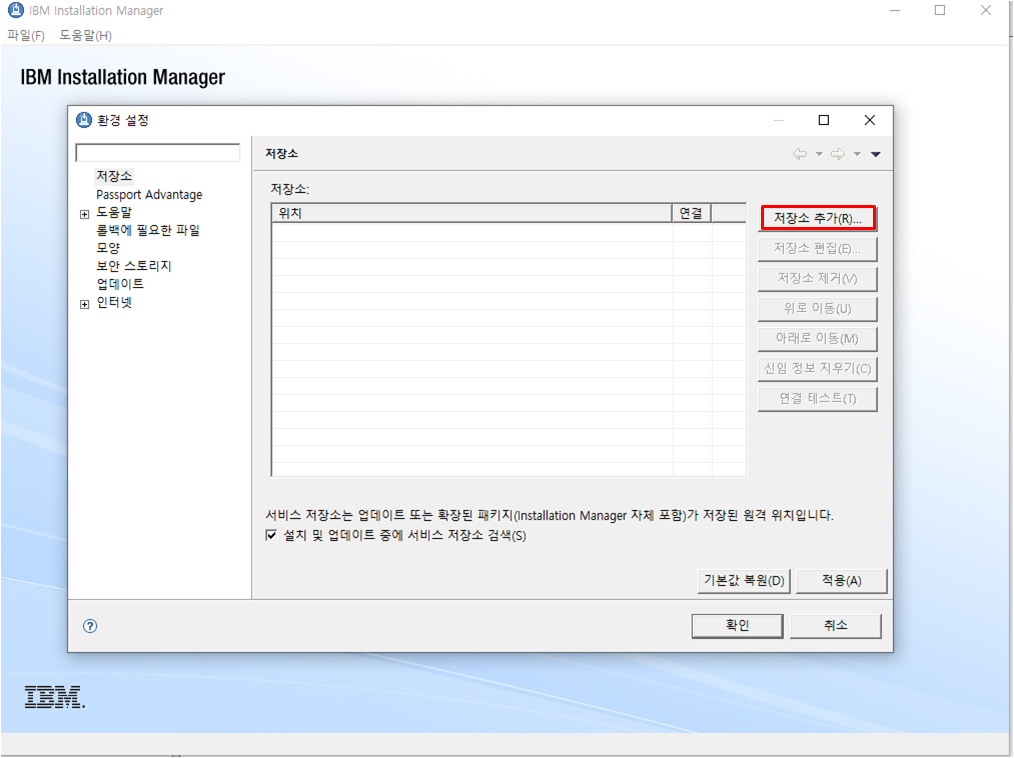 IBM Installation Manager
파일(F) 도움말(H)
IBM Installation Manager
환경 설정
저장소
Passport Advantage
도움말
롤백에 필요한 파일
모양
보안 스토리지
업데이트
인터넷
저장소
저장소:
위치 연결
저장소 추가(R)...
저장소 편집(E)...
저장소 제거(V)
위로 이동(U)
아래로 이동(M)
신임 정보 지우기(C)
연결 테스트(T)
서비스 저장소는 업데이트 또는 확장된 패키지(Installation Manager 자체 포함)가 저장된 원격 위치입니다.
설치 및 업데이트 중에 서비스 저장소 검색(S)
기본값 복원(D) 적용(A)
확인 취소
IBM.